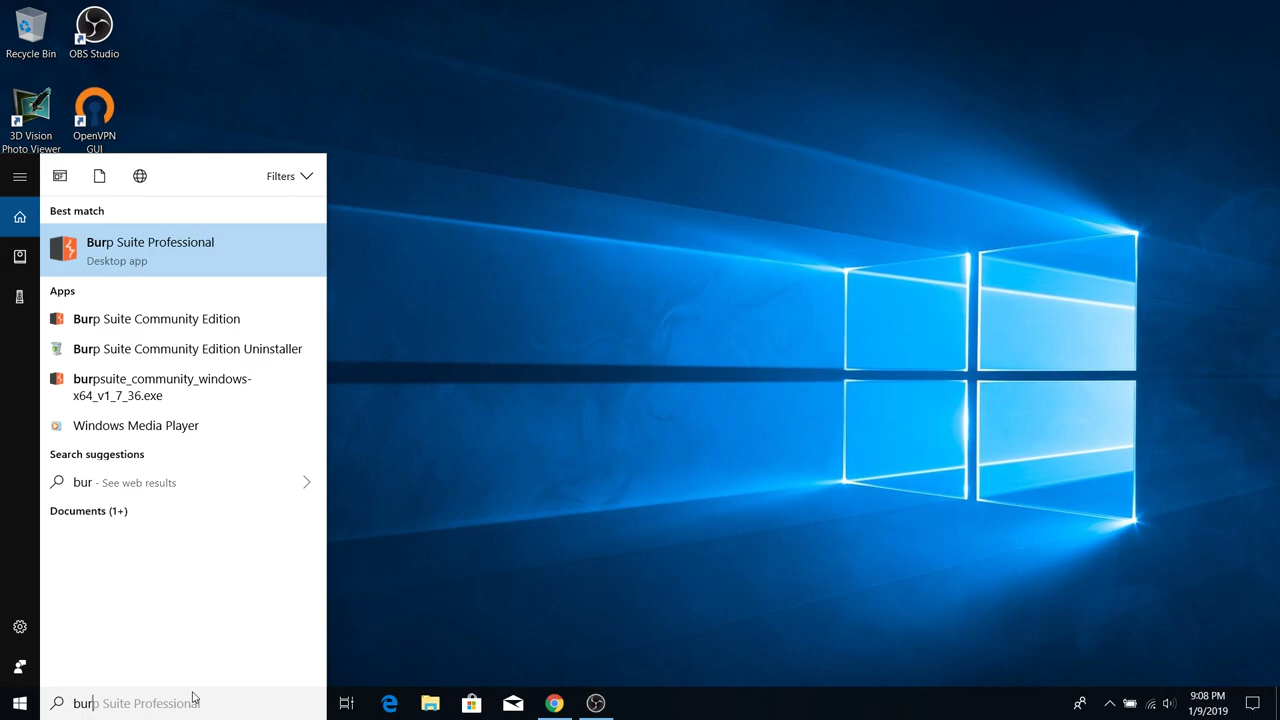 Recycle Bin
OBS Studio
3D Vision
Photo Viewer
OpenVPN
GUI
Filters
Best match
Burp Suite Professional
Desktop app
Apps
Burp Suite Community Edition
Burp Suite Community Edition Uninstaller
burpsuite_community_windows-
x64_v1_7_36.exe
Windows Media Player
Search suggestions
bur - See web results
Documents (1+)
burp Suite Professional
9:08 PM
1/9/2019